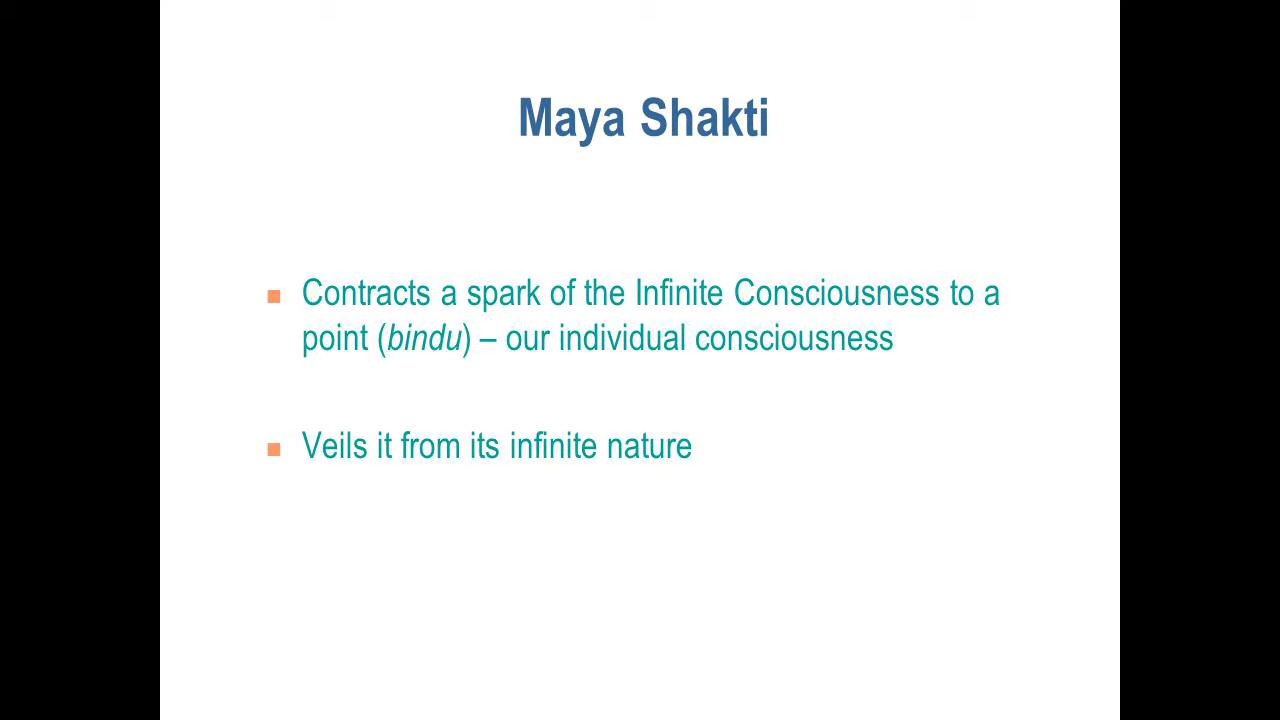 Maya Shakti
Contracts a spark of the Infinite Consciousness to a
point (bindu) – our individual consciousness
Veils it from its infinite nature